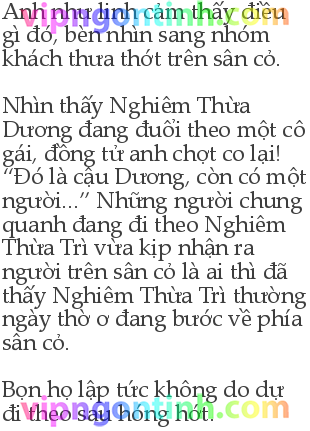 Anh như linh cảm thấy điều
gì đó, bèn nhìn sang nhóm
khách thưa thớt trên sân cỏ.
Nhìn thấy Nghiêm Thừa
Dương đang đuổi theo một cô
gái, đồng tử anh chợt co lại!
“Đó là cậu Dương, còn có một
người...” Những người chung
quanh đang đi theo Nghiêm
Thừa Trì vừa kịp nhận ra
người trên sân cỏ là ai thì đã
thấy Nghiêm Thừa Trì thường
ngày thờ ơ đang bước về phía
sân cỏ.
Bọn họ lập tức không do dự
đi theo sau hóng hớt.
vipngontinh.com
vipngontinh.com